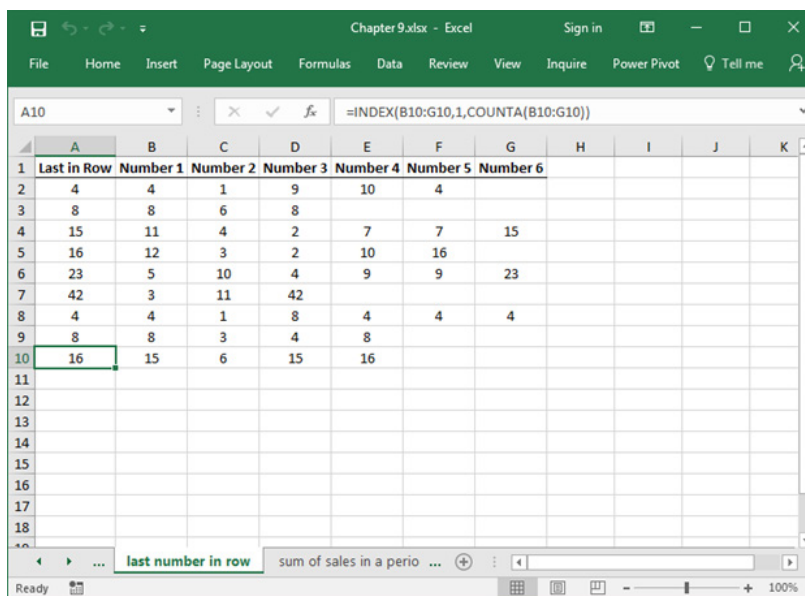 Chapter 9.xlsx - Excel Sign in
File Home Insert Page Layout Formulas Data Review View Inquire Power Pivot Tell me
A10 fx =INDEX(B10:G10,1,COUNTA(B10:G10))
A B C D E F G H I J K
1 Last in Row Number 1 Number 2 Number 3 Number 4 Number 5 Number 6
2 4 4 1 9 10 4
3 8 8 6 8
4 15 11 4 2 7 7 15
5 16 12 3 2 10 16
6 23 5 10 4 9 9 23
7 42 3 11 42
8 4 4 1 8 4 4 4
9 8 8 3 4 8
10 16 15 6 15 16
11
12
13
14
15
16
17
18
19
... last number in row sum of sales in a perio ...
Ready 100%